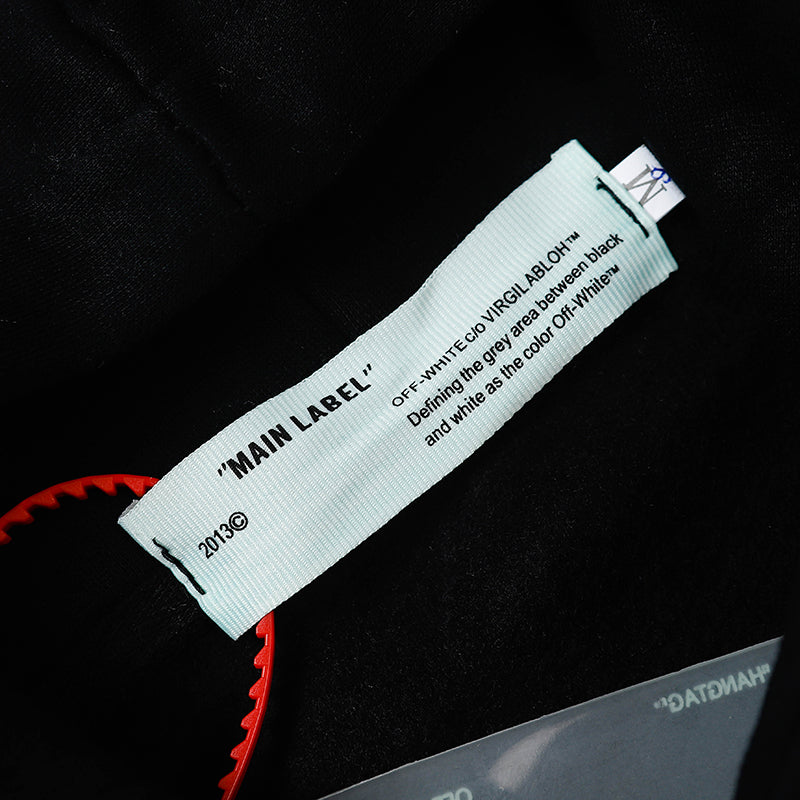 M
"MAIN LABEL"
2013©
OFF-WHITE C/O VIRGIL ABLOH™
Defining the grey area between black
and white as the color Off-White™
"HANGTAG"
OF